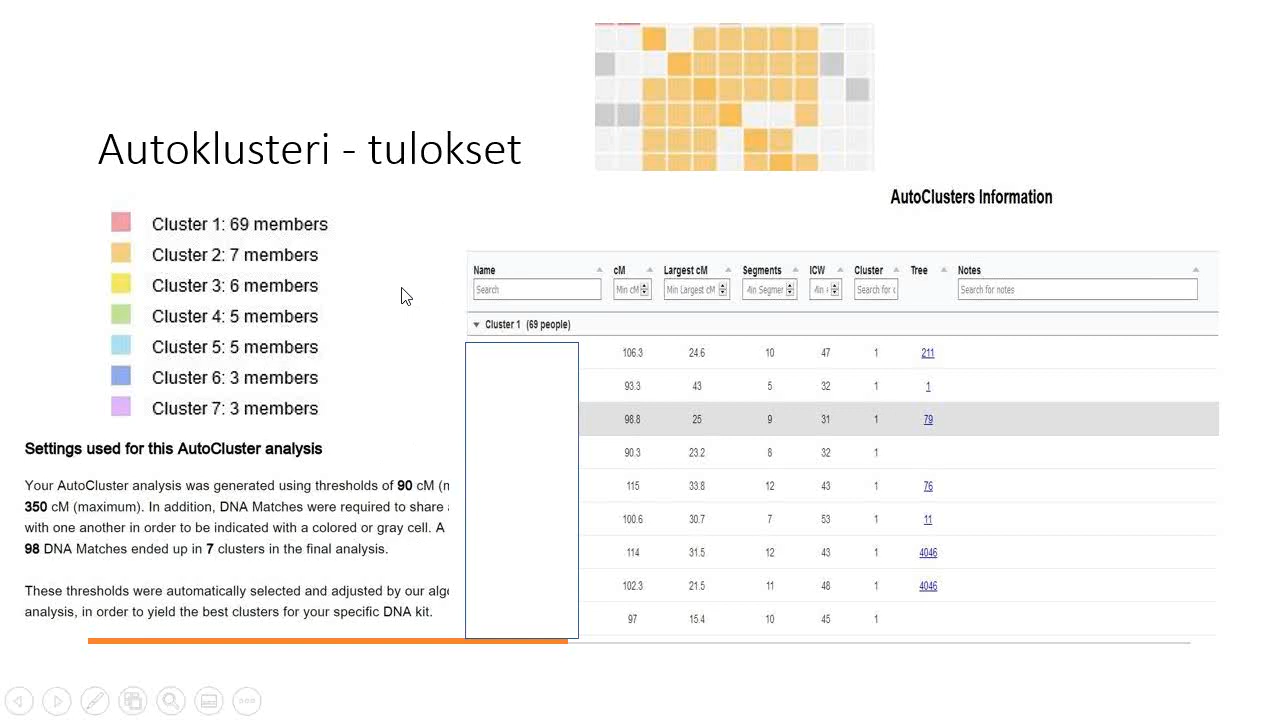 Autoklusteri - tulokset
Cluster 1: 69 members
Cluster 2: 7 members
Cluster 3: 6 members
Cluster 4: 5 members
Cluster 5: 5 members
Cluster 6: 3 members
Cluster 7: 3 members
Settings used for this AutoCluster analysis
Your AutoCluster analysis was generated using thresholds of 90 cM
350 cM (maximum). In addition, DNA Matches were required to share
with one another in order to be indicated with a colored or gray cell. A
98 DNA Matches ended up in 7 clusters in the final analysis.
These thresholds were automatically selected and adjusted by our
analysis, in order to yield the best clusters for your specific DNA kit.
AutoClusters Information
Name cM Largest cM Segments ICW Cluster Tree Notes
Search Min cM Min Largest cM Min Segmer Search for Search for notes
Cluster 1 (69 people)
106.3 24.6 10 47 1 211
93.3 43 5 32 1 1
98.8 25 9 31 1 79
90.3 23.2 8 32 1
115 33.8 12 43 1 76
100.6 30.7 7 53 1 11
114 31.5 12 43 1 4046
102.3 21.5 11 48 1 4046
97 15.4 10 45 1